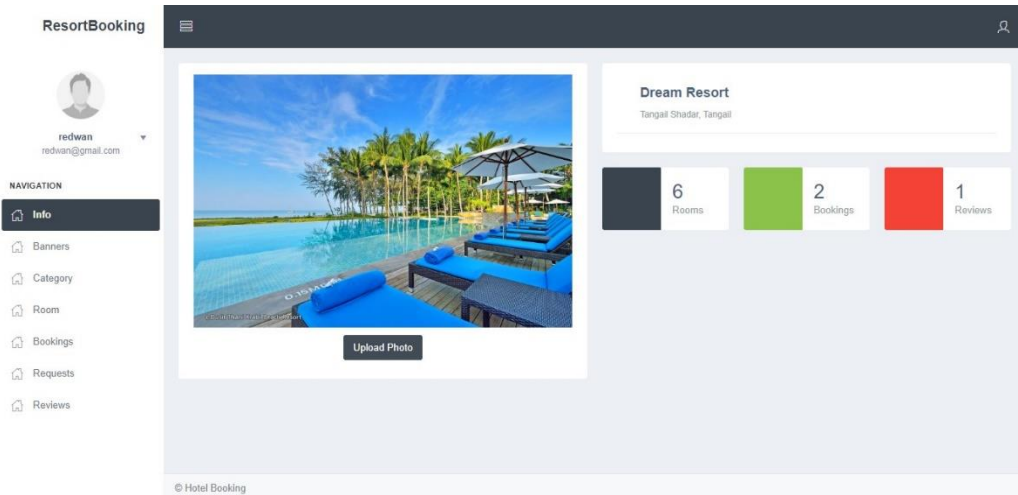 ResortBooking
redwan
redwan@gmail.com
NAVIGATION
Info
Banners
Category
Room
Bookings
Requests
Reviews
Upload Photo
Dream Resort
Tangail Shadar, Tangail
6
Rooms
2
Bookings
1
Reviews
© Hotel Booking